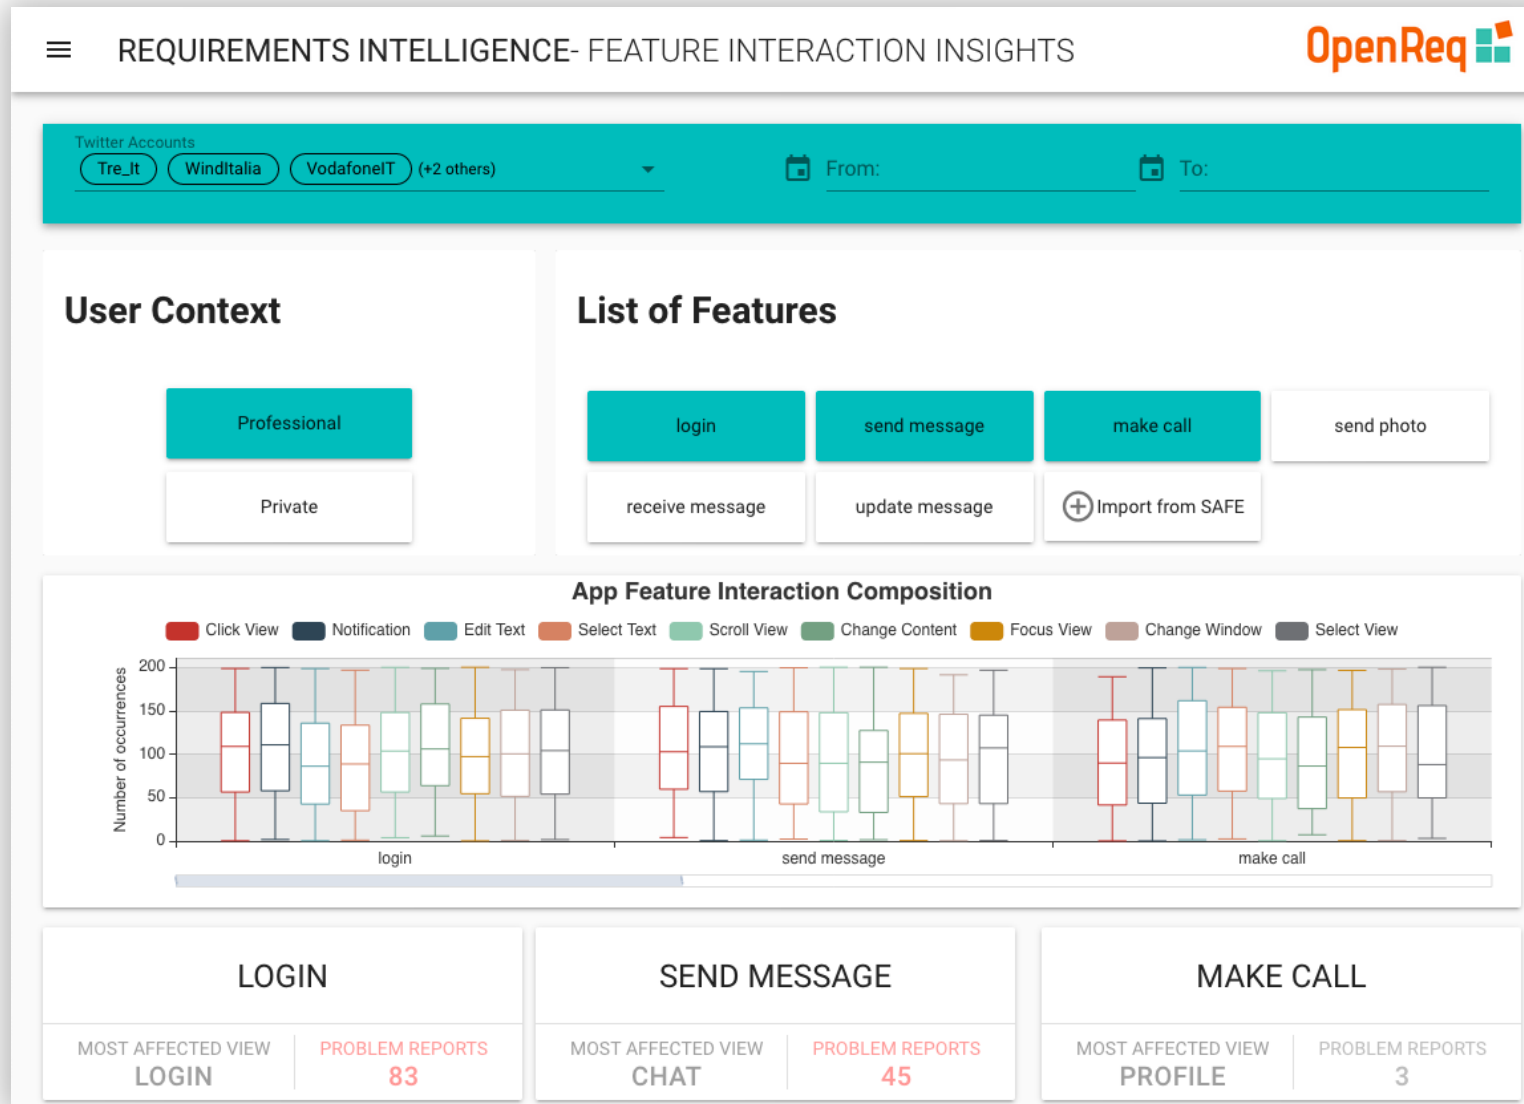 REQUIREMENTS INTELLIGENCE- FEATURE INTERACTION INSIGHTS
OpenReq
Twitter Accounts
Tre_It WindItalia VodafoneIT (+2 others)
From:
To:
User Context
Professional
Private
List of Features
login send message make call send photo
receive message update message Import from SAFE
App Feature Interaction Composition
Click View Notification Edit Text Select Text Scroll View Change Content Focus View Change Window Select View
Number of occurrences
200
150
100
50
0
login send message make call
LOGIN
MOST AFFECTED VIEW PROBLEM REPORTS
LOGIN 83
SEND MESSAGE
MOST AFFECTED VIEW PROBLEM REPORTS
CHAT 45
MAKE CALL
MOST AFFECTED VIEW PROBLEM REPORTS
PROFILE 3